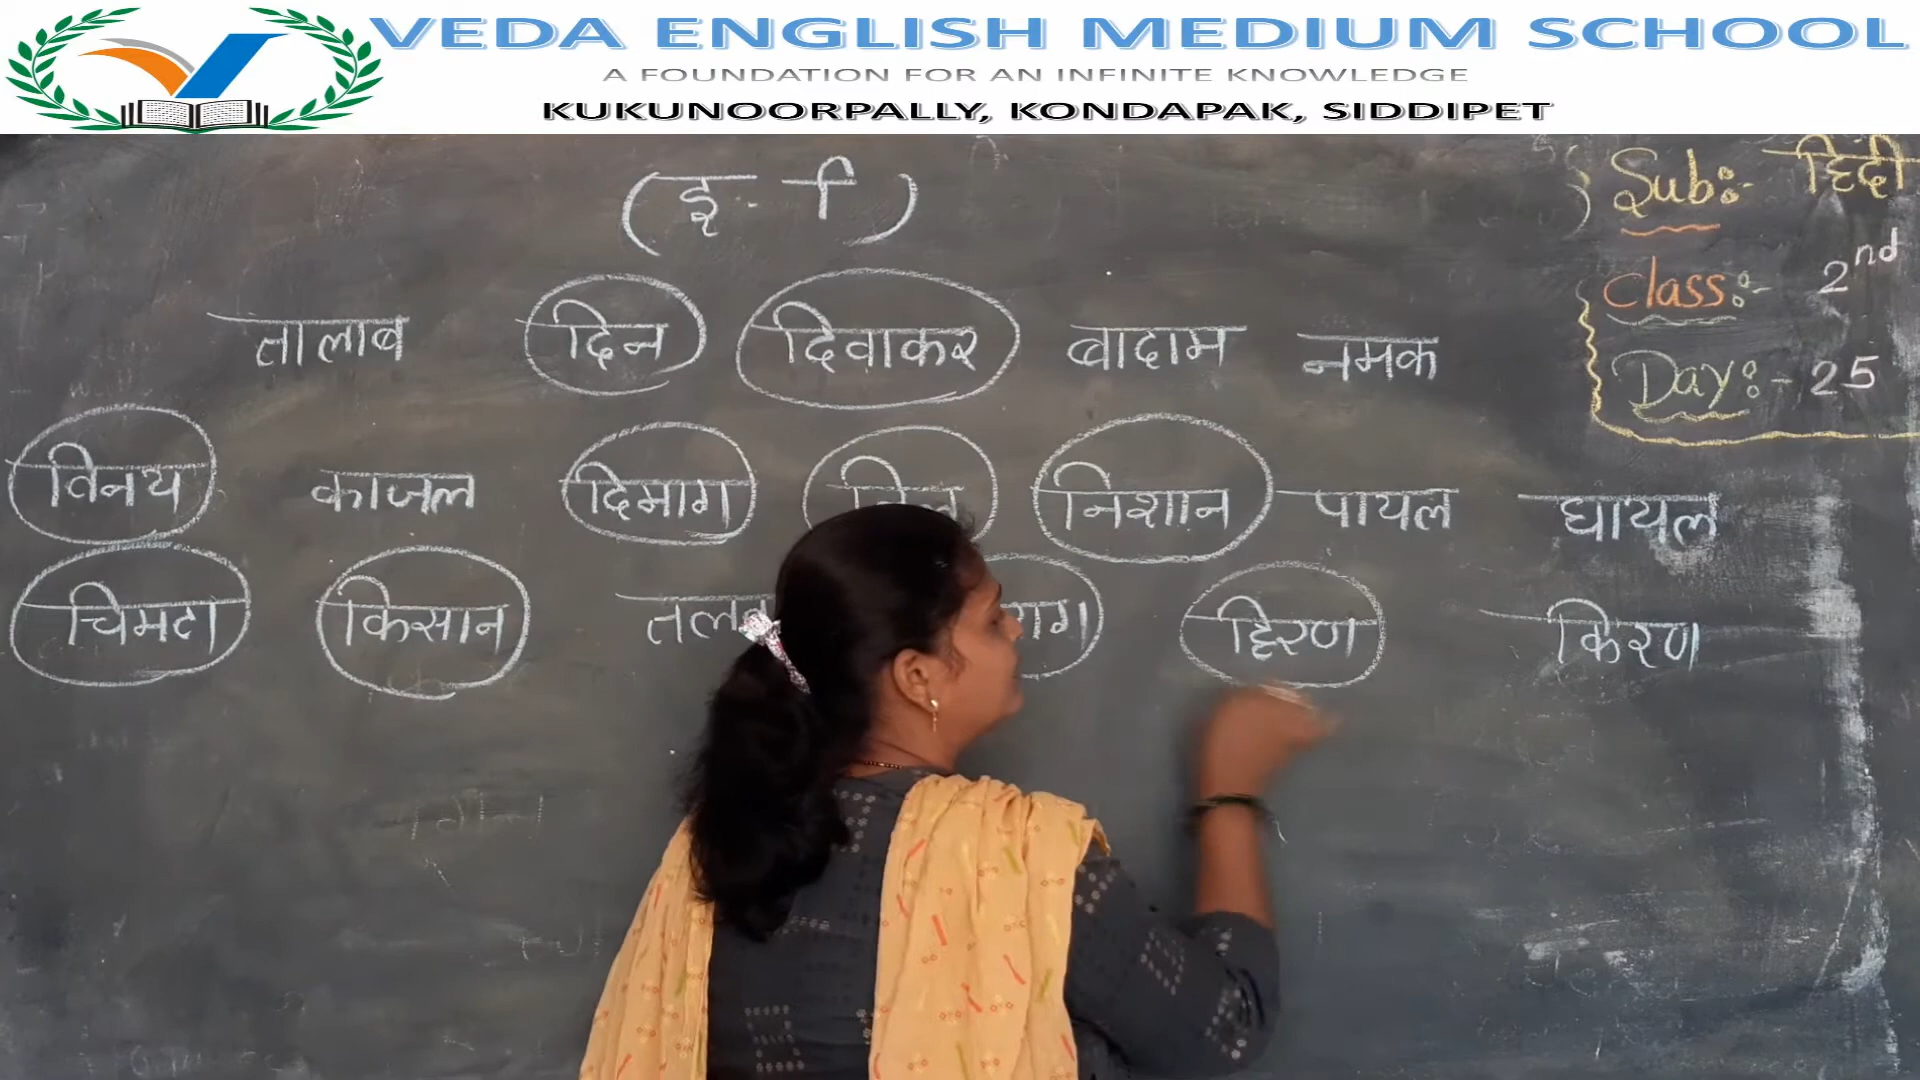 VEDA ENGLISH MEDIUM SCHOOL
A FOUNDATION FOR AN INFINITE KNOWLEDGE
KUKUNOORPALLY, KONDAPAK, SIDDIPET
(इ - ि)
Sub:- हिंदी
Class:- 2nd
Day:- 25
तालाब दिन दिवाकर बादाम नमक
विनय काजल दिमाग निशान पायल घायल
चिमटा किसान हिरण किरण